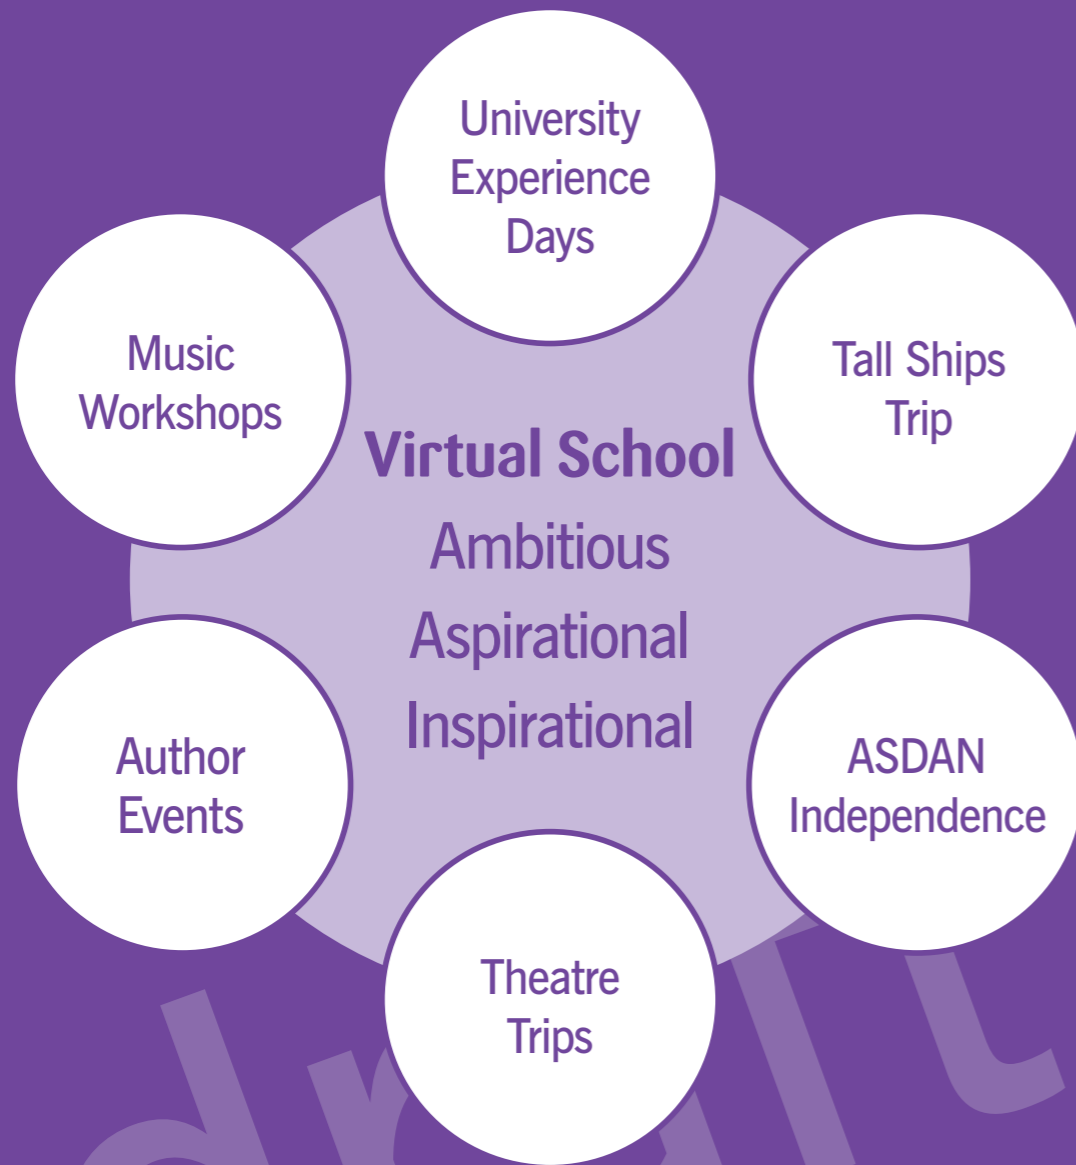 University
Experience
Days
Music
Workshops
Tall Ships
Trip
Virtual School
Ambitious
Aspirational
Inspirational
Author
Events
ASDAN
Independence
Theatre
Trips
draft